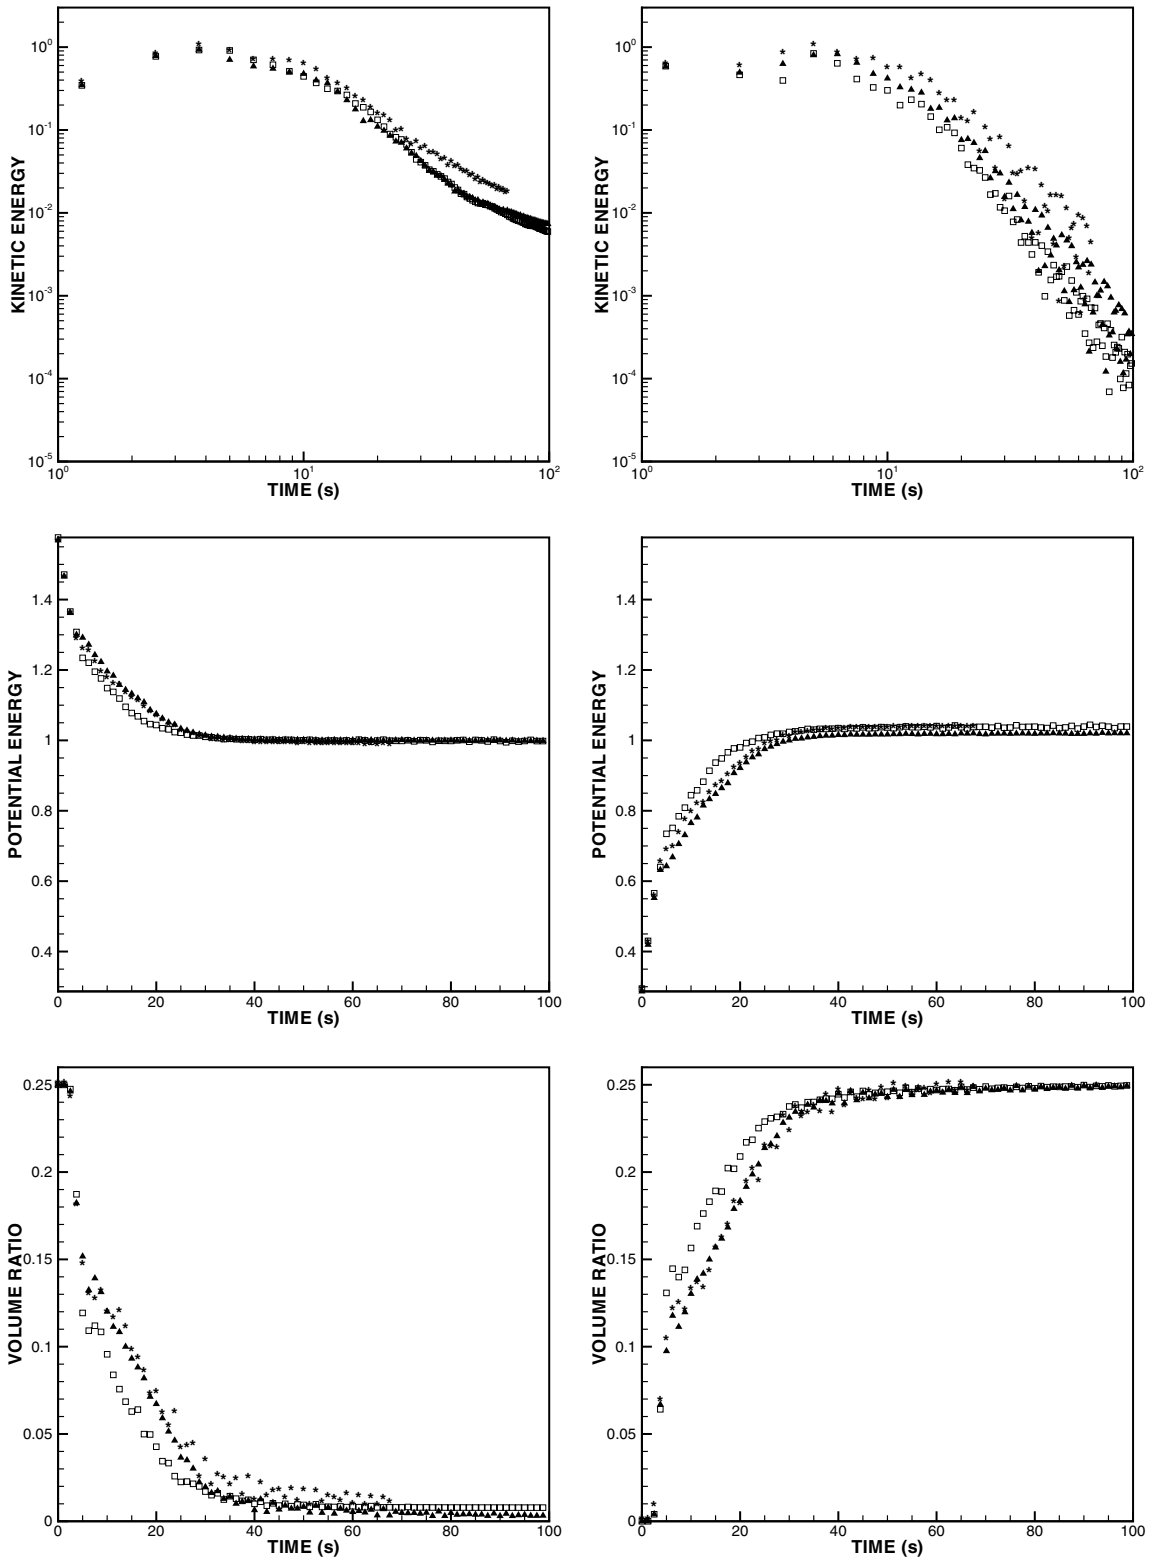 10⁰ 10⁰
10⁻¹ 10⁻¹
KINETIC ENERGY KINETIC ENERGY
10⁻² 10⁻²
10⁻³ 10⁻³
10⁻⁴ 10⁻⁴
10⁻⁵ 10⁻⁵
10⁰ 10¹ 10² 10⁰ 10¹ 10²
TIME (s) TIME (s)
1.4 1.4
1.2 1.2
POTENTIAL ENERGY POTENTIAL ENERGY
1 1
0.8 0.8
0.6 0.6
0.4 0.4
0 20 40 60 80 100 0 20 40 60 80 100
TIME (s) TIME (s)
0.25 0.25
0.2 0.2
VOLUME RATIO VOLUME RATIO
0.15 0.15
0.1 0.1
0.05 0.05
0 0
0 20 40 60 80 100 0 20 40 60 80 100
TIME (s) TIME (s)